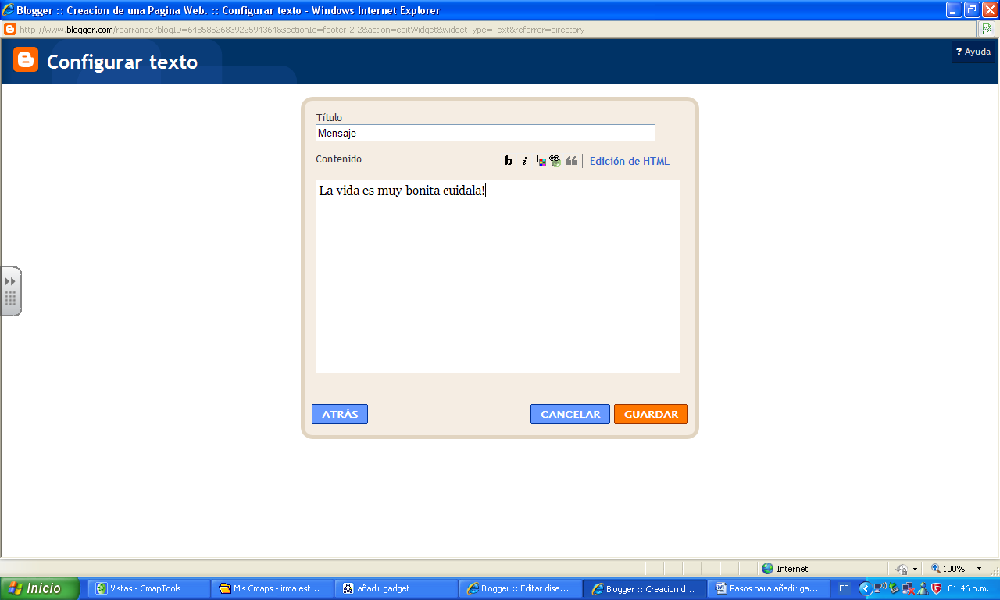 Blogger :: Creacion de una Pagina Web. :: Configurar texto - Windows Internet Explorer
http://www.blogger.com/rearrange?blogID=6485852683922594364&sectionId=footer-2-2&action=editWidget&widgetType=Text&referrer=directory
Configurar texto
? Ayuda
Título
Mensaje
Contenido
b i T Edición de HTML
La vida es muy bonita cuidala!
ATRÁS CANCELAR GUARDAR
Internet 100%
Inicio Vistas - CmapTools Mis Cmaps - irma est... añadir gadget Blogger :: Editar dise... Blogger :: Creacion d... Pasos para añadir ga... ES 01:46 p.m.